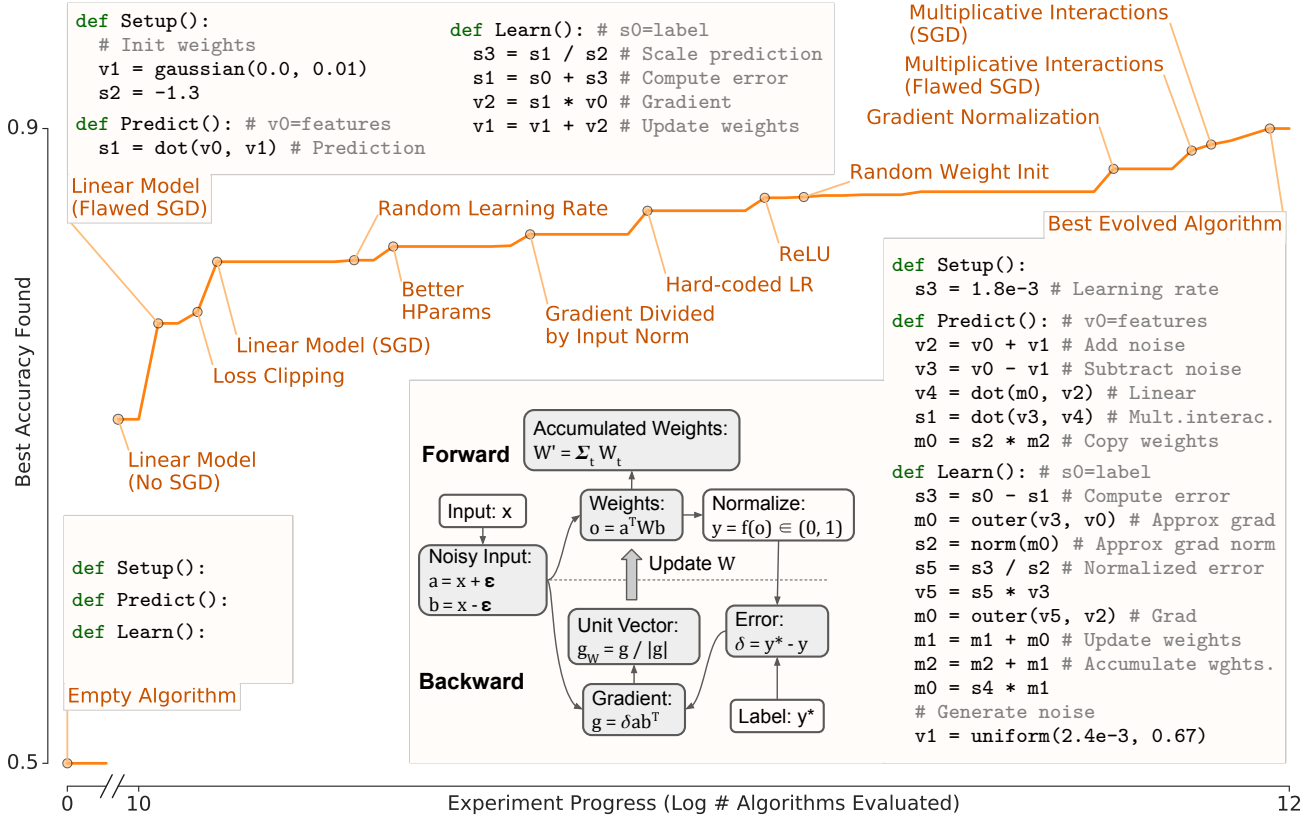 def Setup():
# Init weights
v1 = gaussian(0.0, 0.01)
s2 = -1.3
def Predict(): # v0=features
s1 = dot(v0, v1) # Prediction
def Learn(): # s0=label
s3 = s1 / s2 # Scale prediction
s1 = s0 + s3 # Compute error
v2 = s1 * v0 # Gradient
v1 = v1 + v2 # Update weights
Linear Model
(Flawed SGD)
Multiplicative Interactions
(SGD)
Multiplicative Interactions
(Flawed SGD)
Gradient Normalization
Random Weight Init
Random Learning Rate
ReLU
Hard-coded LR
Better
HParams
Gradient Divided
by Input Norm
Linear Model (SGD)
Loss Clipping
Linear Model
(No SGD)
0.9
Best Accuracy Found
0.5
def Setup():
def Predict():
def Learn():
Empty Algorithm
Forward
Accumulated Weights:
W' = Σt Wt
Input: x
Weights:
o = aᵀWb
Normalize:
y = f(o) ∈ (0, 1)
Noisy Input:
a = x + ε
b = x - ε
Update W
Unit Vector:
gW = g / |g|
Error:
δ = y* - y
Backward
Gradient:
g = δabᵀ
Label: y*
Best Evolved Algorithm
def Setup():
s3 = 1.8e-3 # Learning rate
def Predict(): # v0=features
v2 = v0 + v1 # Add noise
v3 = v0 - v1 # Subtract noise
v4 = dot(m0, v2) # Linear
s1 = dot(v3, v4) # Mult.interac.
m0 = s2 * m2 # Copy weights
def Learn(): # s0=label
s3 = s0 - s1 # Compute error
m0 = outer(v3, v0) # Approx grad
s2 = norm(m0) # Approx grad norm
s5 = s3 / s2 # Normalized error
v5 = s5 * v3
m0 = outer(v5, v2) # Grad
m1 = m1 + m0 # Update weights
m2 = m2 + m1 # Accumulate wghts.
m0 = s4 * m1
# Generate noise
v1 = uniform(2.4e-3, 0.67)
0
10
Experiment Progress (Log # Algorithms Evaluated)
12